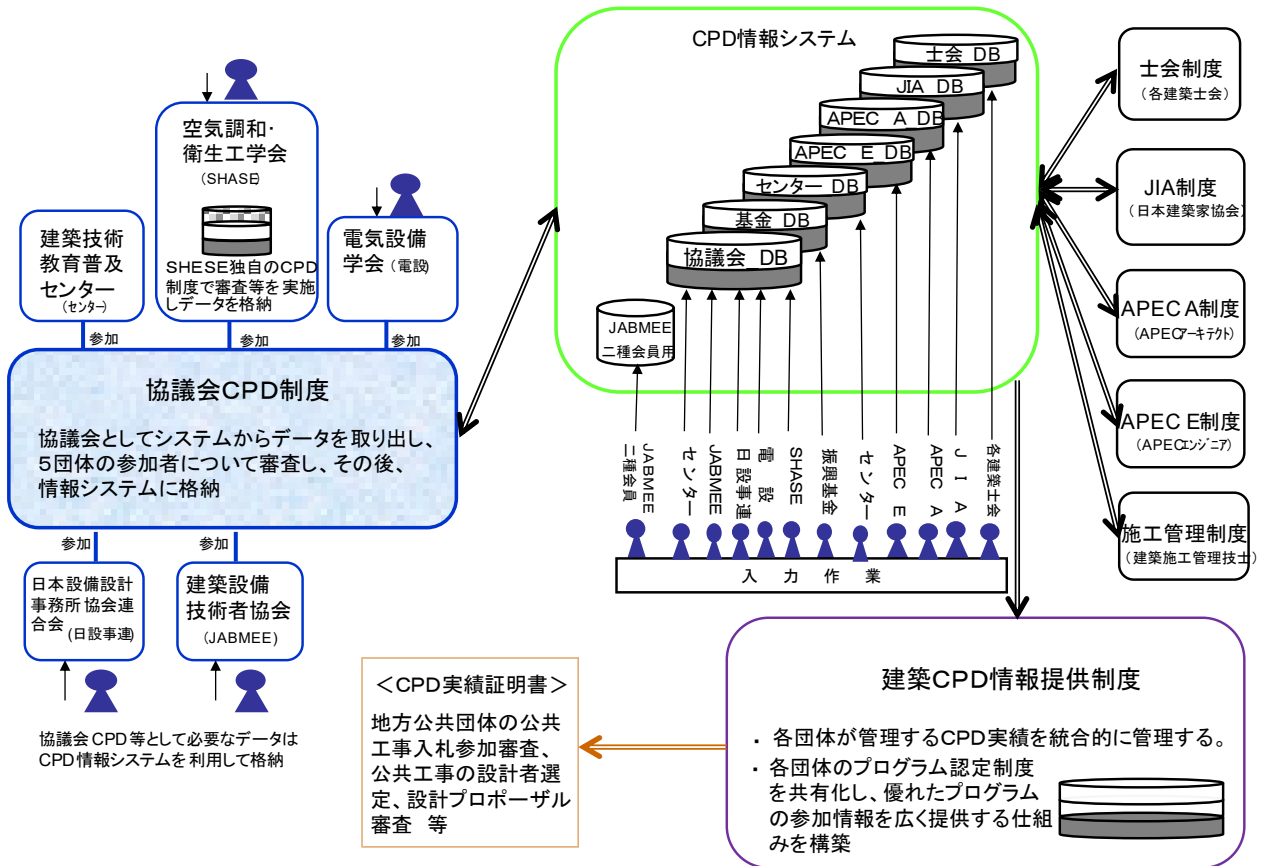 空気調和・
衛生工学会
(SHASE)
SHESE独自のCPD
制度で審査等を実施
しデータを格納
建築技術
教育普及
センター
(センター)
電気設備
学会(電設)
参加
参加
参加
協議会CPD制度
協議会としてシステムからデータを取り出し、
５団体の参加者について審査し、その後、
情報システムに格納
参加
参加
日本設備設計
事務所協会連
合会
(日設事連)
建築設備
技術者協会
(JABMEE)
協議会CPD等として必要なデータは
CPD情報システムを利用して格納
CPD情報システム
士会_DB
JIA_DB
APEC A_DB
APEC E_DB
センター_DB
基金_DB
協議会_DB
JABMEE
二種会員用
JABMEE
二種会員
センター
JABMEE
日設事連
電設
SHASE
振興基金
センター
APEC E
APEC A
JIA
各建築士会
入力作業
士会制度
(各建築士会)
JIA制度
(日本建築家協会)
APEC A制度
(APECアーキテクト)
APEC E制度
(APECエンジニア)
施工管理制度
(建築施工管理技士)
＜CPD実績証明書＞
地方公共団体の公共
工事入札参加審査、
公共工事の設計者選
定、設計プロポーザル
審査 等
建築CPD情報提供制度
・各団体が管理するCPD実績を統合的に管理する。
・各団体のプログラム認定制度
を共有化し、優れたプログラム
の参加情報を広く提供する仕組
みを構築